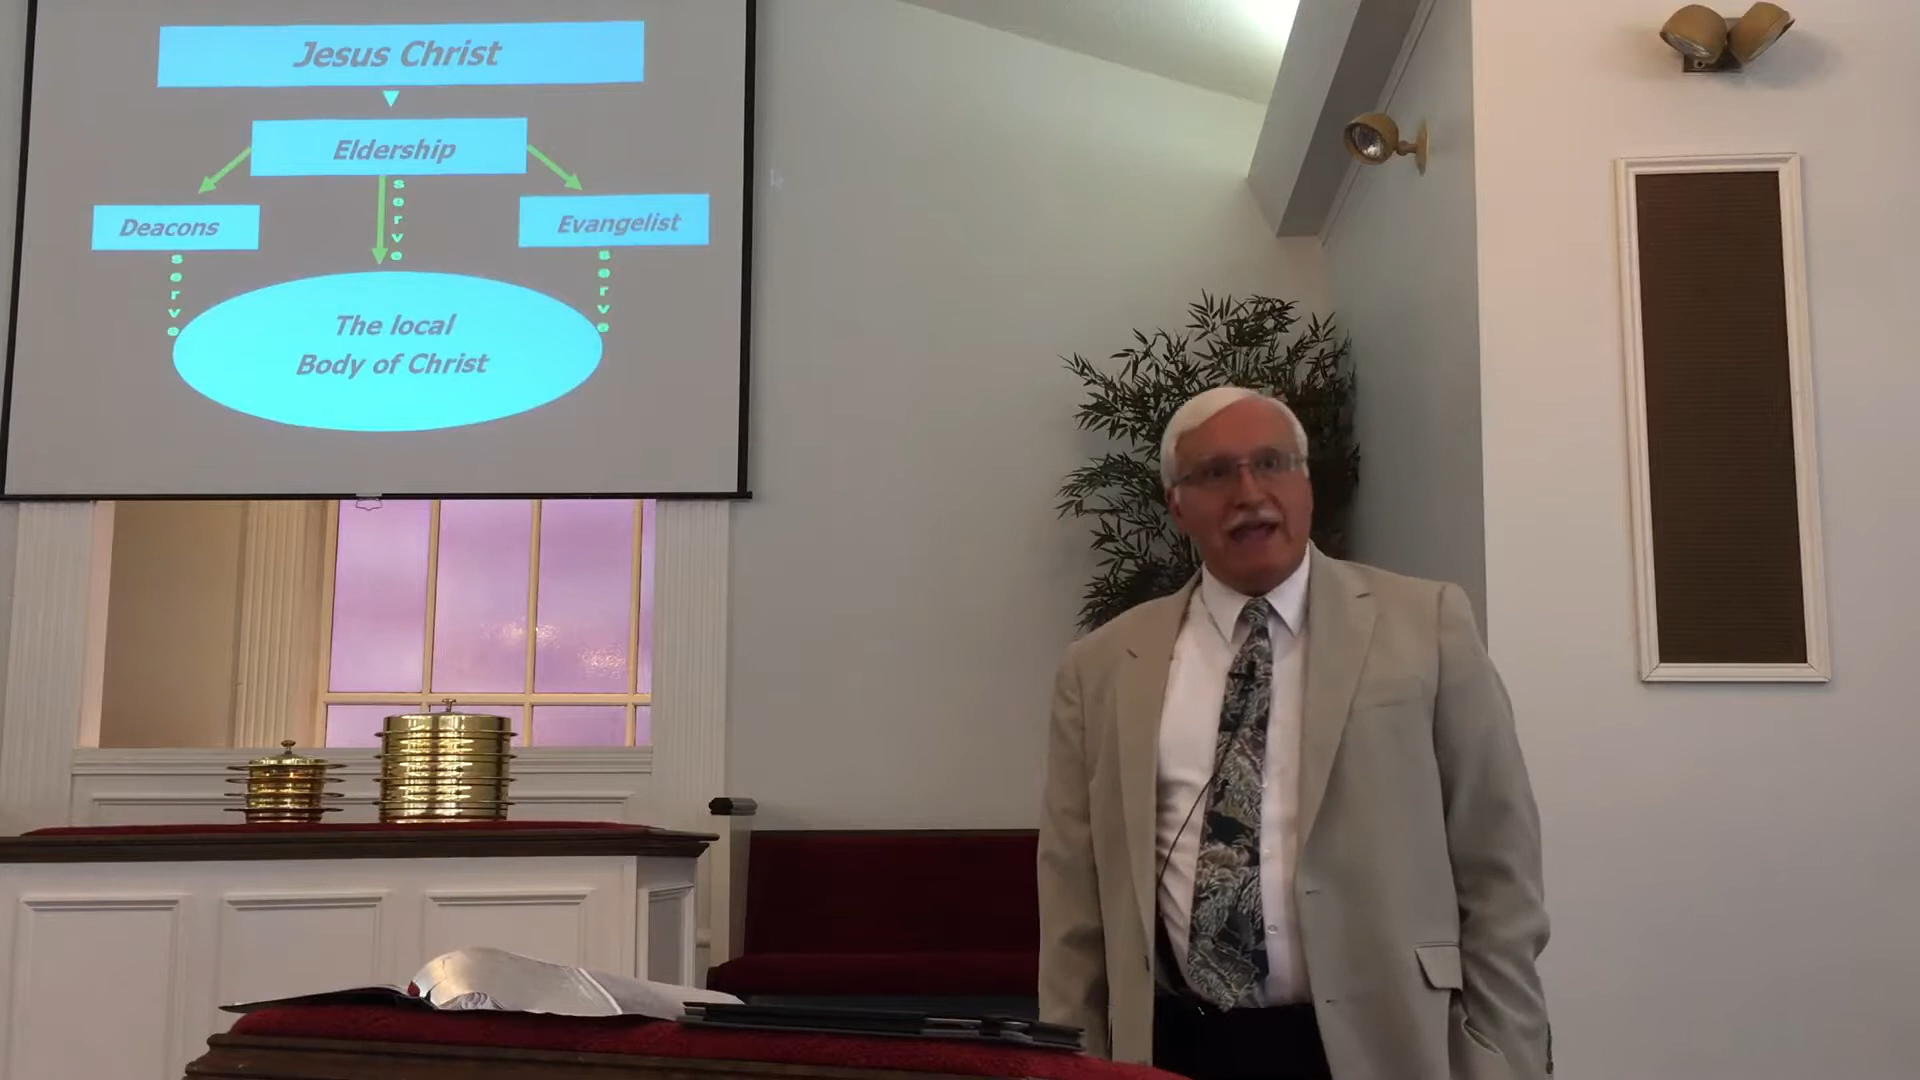 Jesus Christ
Eldership
serve
Deacons
Evangelist
serve
serve
The local
Body of Christ